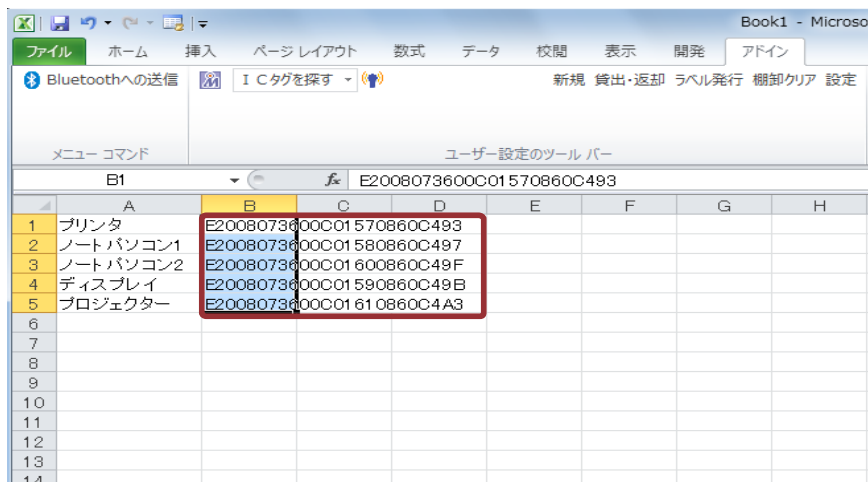 Book1 - Microso
ファイル ホーム 挿入 ページ レイアウト 数式 データ 校閲 表示 開発 アドイン
Bluetoothへの送信 ICタグを探す 新規 貸出・返却 ラベル発行 棚卸クリア 設定
メニュー コマンド ユーザー設定のツール バー
B1 fx E2008073600C01570860C493
A B C D E F G H
1 プリンタ E2008073600C01570860C493
2 ノートパソコン1 E2008073600C01580860C497
3 ノートパソコン2 E2008073600C01600860C49F
4 ディスプレイ E2008073600C01590860C49B
5 プロジェクター E2008073600C01610860C4A3
6
7
8
9
10
11
12
13
14